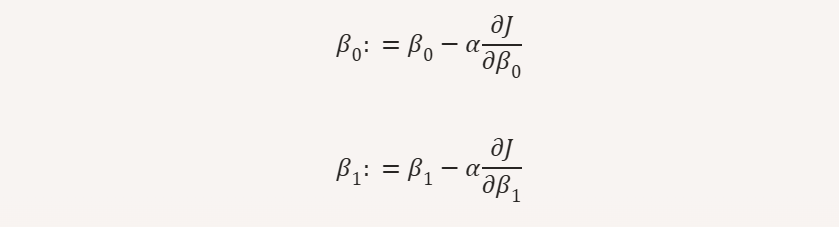 β₀: = β₀ − α ∂J/∂β₀
β₁: = β₁ − α ∂J/∂β₁